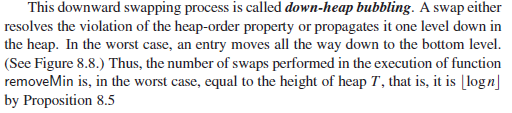 This downward swapping process is called down-heap bubbling. A swap either
resolves the violation of the heap-order property or propagates it one level down in
the heap. In the worst case, an entry moves all the way down to the bottom level.
(See Figure 8.8.) Thus, the number of swaps performed in the execution of function
removeMin is, in the worst case, equal to the height of heap T, that is, it is ⌊log n⌋
by Proposition 8.5